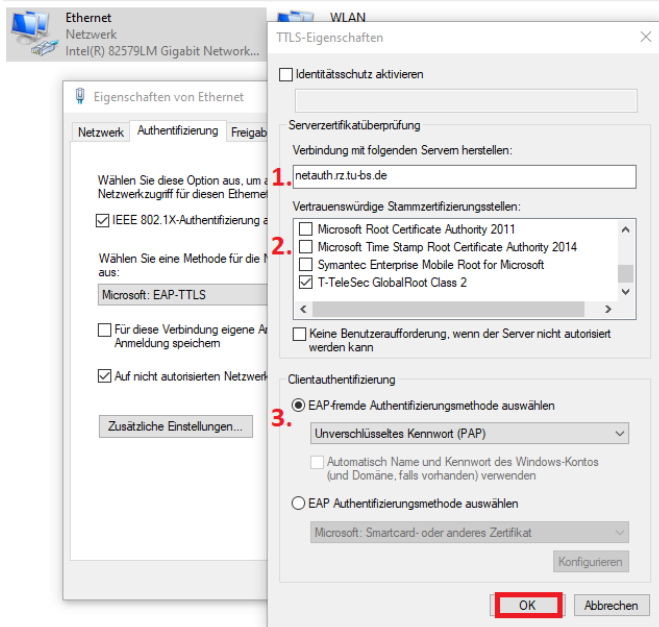 Ethernet
Netzwerk
Intel(R) 82579LM Gigabit Network...
WLAN
Eigenschaften von Ethernet
Netzwerk Authentifizierung Freigab
Wählen Sie diese Option aus, um a
Netzwerkzugriff für diesen Etherne
IEEE 802.1X-Authentifizierung a
Wählen Sie eine Methode für die N
aus:
Microsoft: EAP-TTLS
Für diese Verbindung eigene An
Anmeldung speichern
Auf nicht autorisierten Netzwerk
Zusätzliche Einstellungen...
TTLS-Eigenschaften
Identitätsschutz aktivieren
Serverzertifikatüberprüfung
Verbindung mit folgenden Servern herstellen:
1. netauth.rz.tu-bs.de
Vertrauenswürdige Stammzertifizierungsstellen:
Microsoft Root Certificate Authority 2011
2. Microsoft Time Stamp Root Certificate Authority 2014
Symantec Enterprise Mobile Root for Microsoft
T-TeleSec GlobalRoot Class 2
Keine Benutzeraufforderung, wenn der Server nicht autorisiert
werden kann
Clientauthentifizierung
3. EAP-fremde Authentifizierungsmethode auswählen
Unverschlüsseltes Kennwort (PAP)
Automatisch Name und Kennwort des Windows-Kontos
(und Domäne, falls vorhanden) verwenden
EAP Authentifizierungsmethode auswählen
Microsoft: Smartcard- oder anderes Zertifikat
Konfigurieren
OK Abbrechen